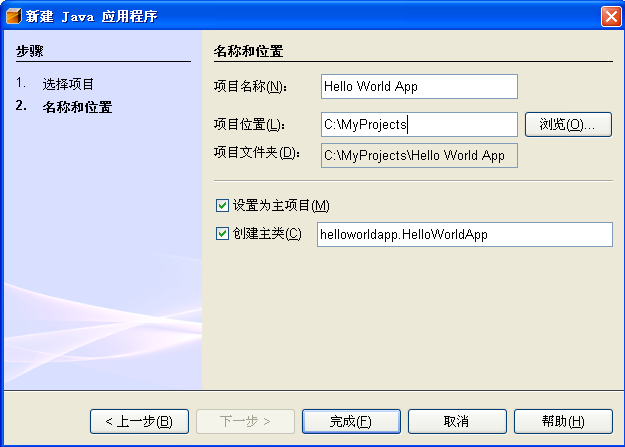 新建 Java 应用程序
步骤
1. 选择项目
2. 名称和位置
名称和位置
项目名称(N): Hello World App
项目位置(L): C:\MyProjects 浏览(O)...
项目文件夹(D): C:\MyProjects\Hello World App
设置为主项目(M)
创建主类(C) helloworldapp.HelloWorldApp
< 上一步(B) 下一步 > 完成(F) 取消 帮助(H)